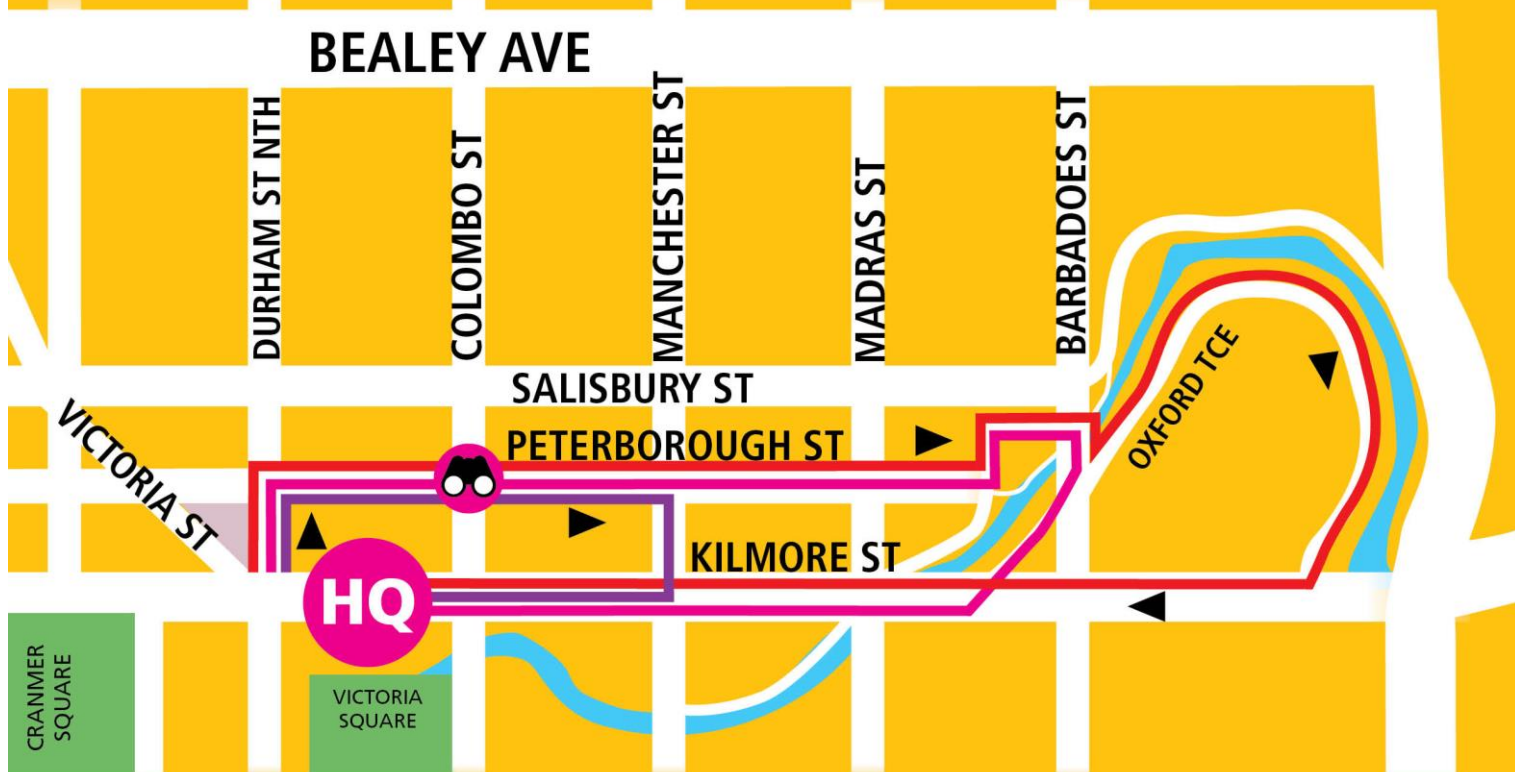 BEALEY AVE
DURHAM ST NTH
COLOMBO ST
MANCHESTER ST
MADRAS ST
BARBADOES ST
SALISBURY ST
OXFORD TCE
VICTORIA ST
PETERBOROUGH ST
KILMORE ST
HQ
CRANMER
SQUARE
VICTORIA
SQUARE